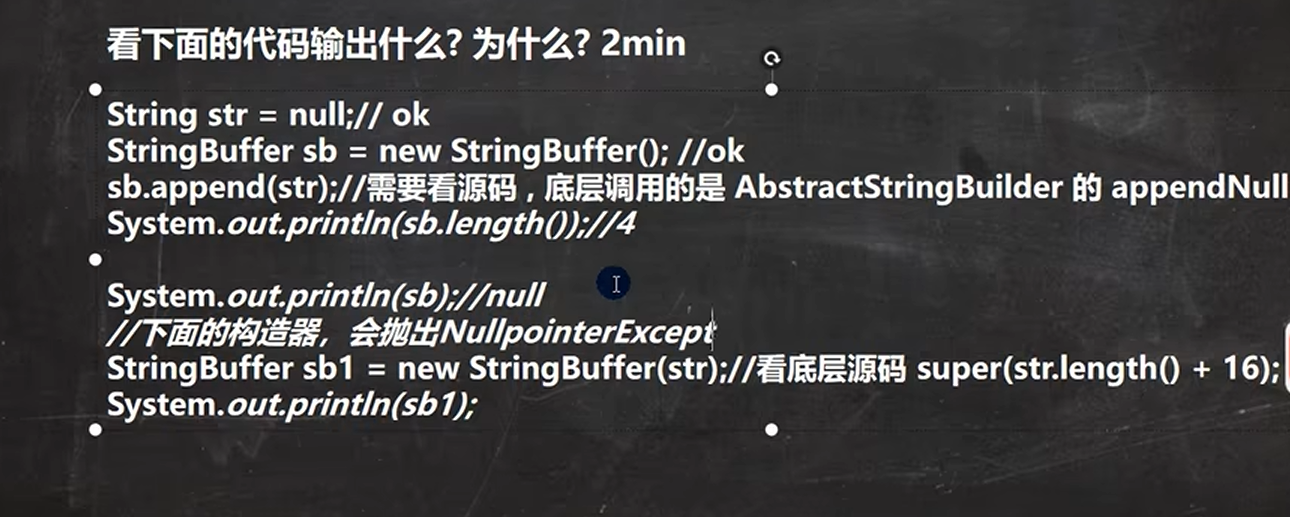 看下面的代码输出什么? 为什么? 2min
String str = null;// ok
StringBuffer sb = new StringBuffer(); //ok
sb.append(str);//需要看源码，底层调用的是 AbstractStringBuilder 的 appendNull
System.out.println(sb.length());//4
System.out.println(sb);//null
//下面的构造器，会抛出NullpointerExcept
StringBuffer sb1 = new StringBuffer(str);//看底层源码 super(str.length() + 16);
System.out.println(sb1);